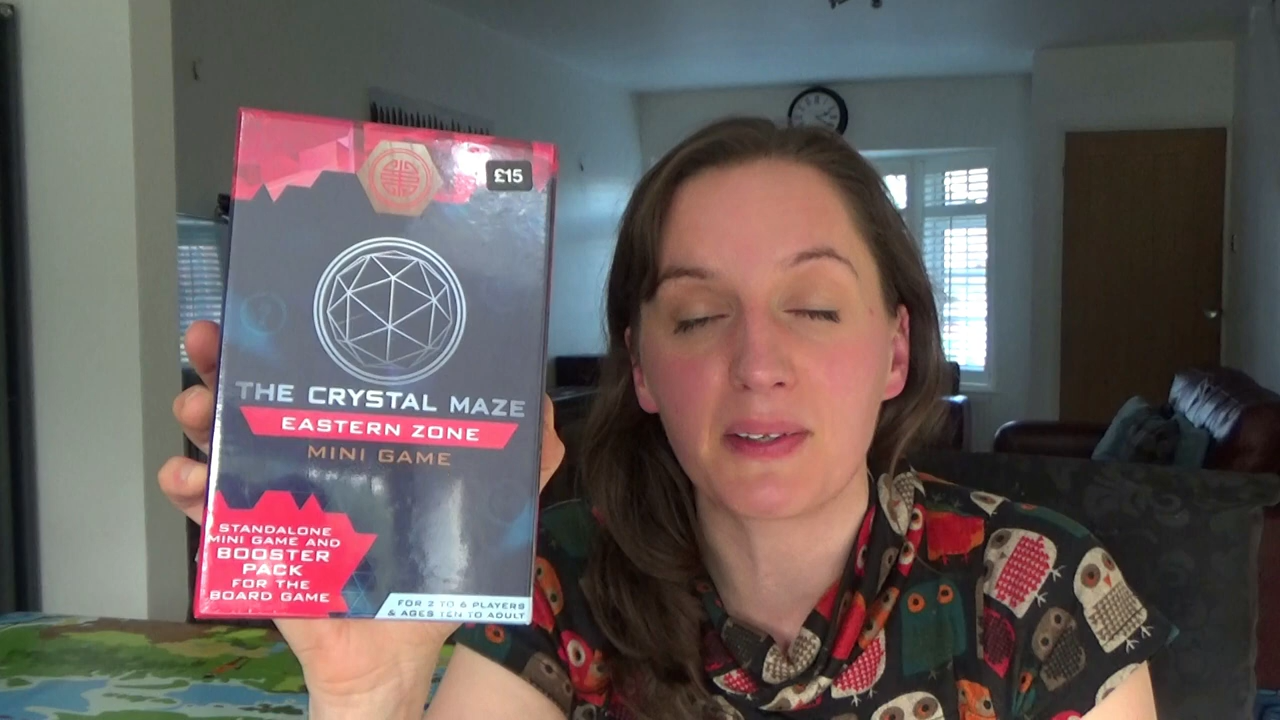 £15
THE CRYSTAL MAZE
EASTERN ZONE
MINI GAME
STANDALONE
MINI GAME AND
BOOSTER
PACK
FOR THE
BOARD GAME
FOR 2 TO 6 PLAYERS
& AGES TEN TO ADULT